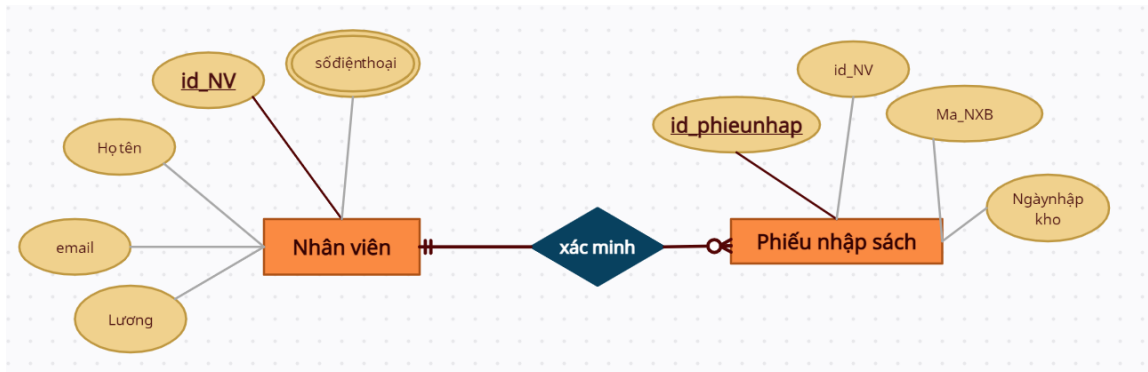 sốđiệnthoại
id_NV
id_NV
Ma_NXB
id_phieunhap
Họ tên
Ngàynhập
kho
Nhân viên
xác minh
Phiếu nhập sách
email
Lương